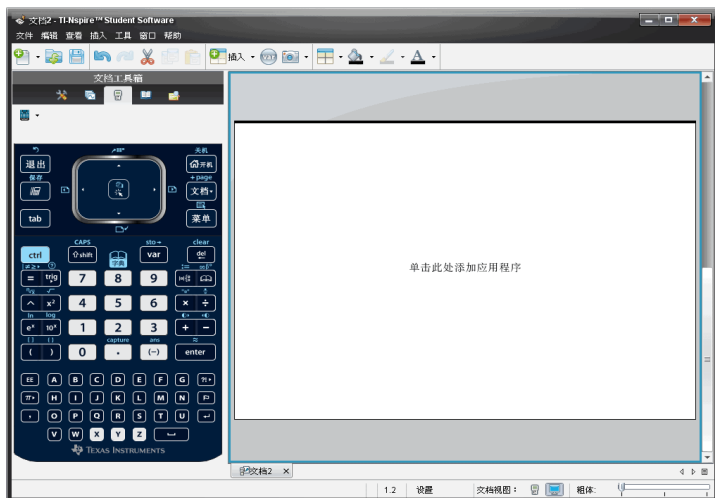 文档2 - TI-Nspire™ Student Software
文件 编辑 查看 插入 工具 窗口 帮助
插入
A
文档工具箱
关机
退出
开机
保存
+ page
文档
tab
菜单
CAPS
sto→
clear
ctrl
⇧shift
字典
var
del
= trig 7 8 9
^ x² 4 5 6 × ÷
ln log
eˣ 10ˣ 1 2 3 + −
[ ] { } capture ans ≈
( ) 0 . (−) enter
EE A B C D E F G ?!▸
π▸ H I J K L M N
, O P Q R S T U ↵
V W X Y Z
TEXAS INSTRUMENTS
单击此处添加应用程序
文档2 ×
1.2 设置 文档视图： 粗体: